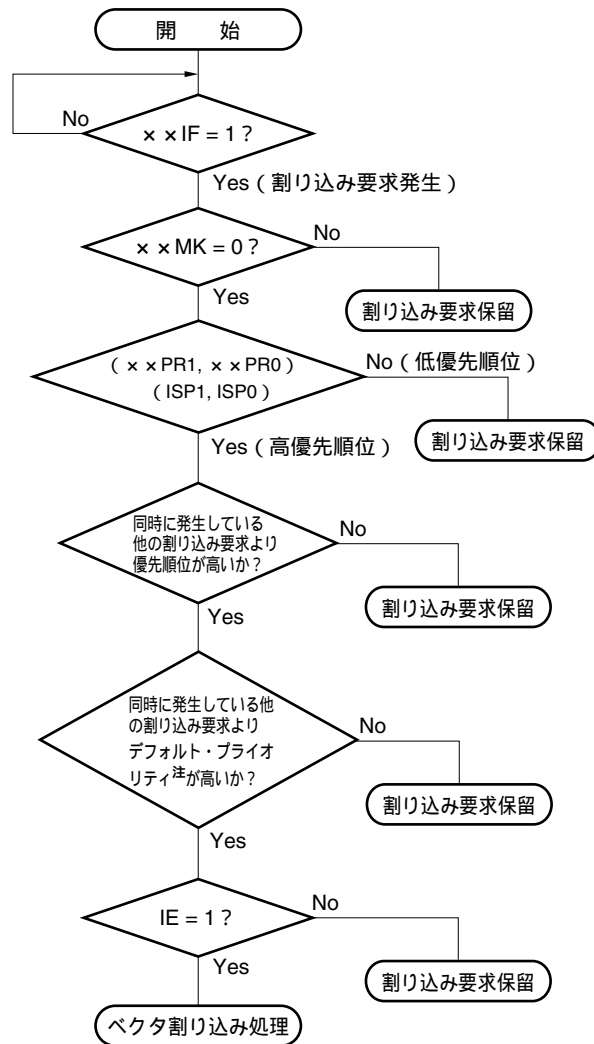 開　始
No
××IF = 1？
Yes（割り込み要求発生）
××MK = 0？
No
Yes
割り込み要求保留
（××PR1, ××PR0）
（ISP1, ISP0）
No（低優先順位）
Yes（高優先順位）
割り込み要求保留
同時に発生している
他の割り込み要求より
優先順位が高いか？
No
Yes
割り込み要求保留
同時に発生している他
の割り込み要求より
デフォルト・プライオ
リティ注が高いか？
No
Yes
割り込み要求保留
IE = 1？
No
Yes
割り込み要求保留
ベクタ割り込み処理